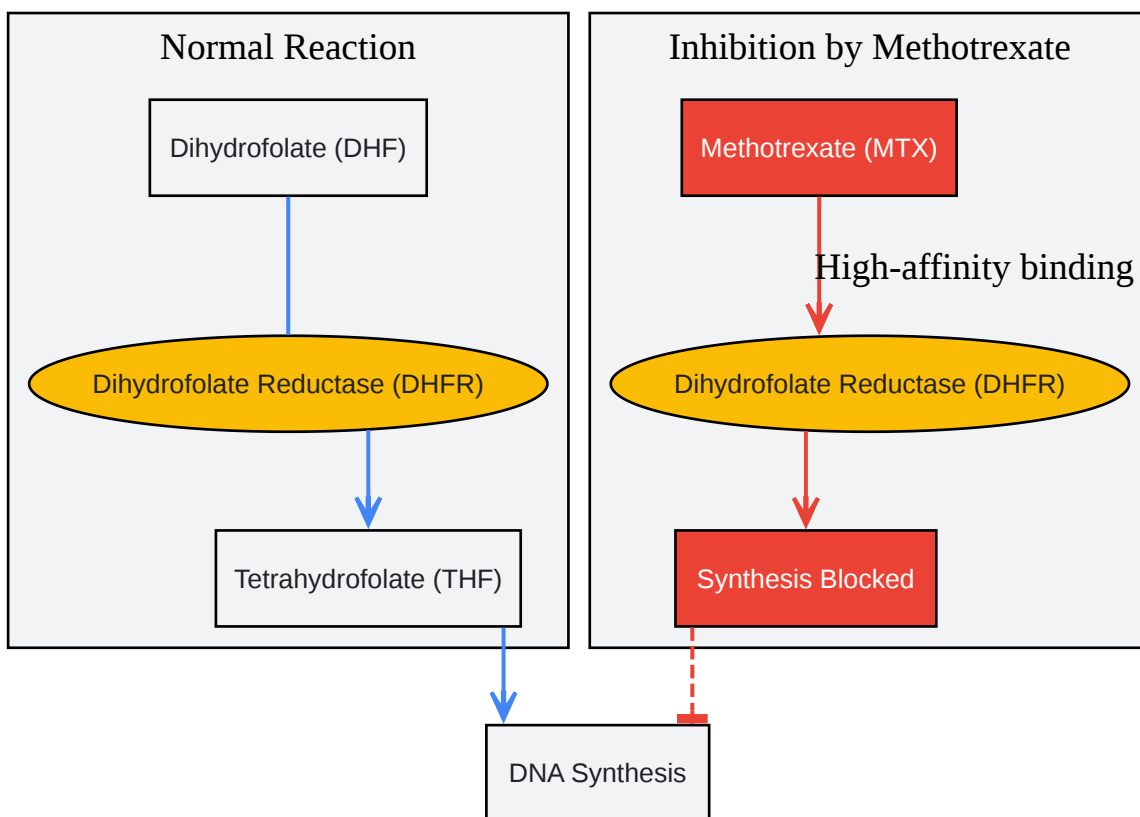 Normal Reaction
Dihydrofolate (DHF)
Dihydrofolate Reductase (DHFR)
Tetrahydrofolate (THF)
Inhibition by Methotrexate
Methotrexate (MTX)
High-affinity binding
Dihydrofolate Reductase (DHFR)
Synthesis Blocked
DNA Synthesis